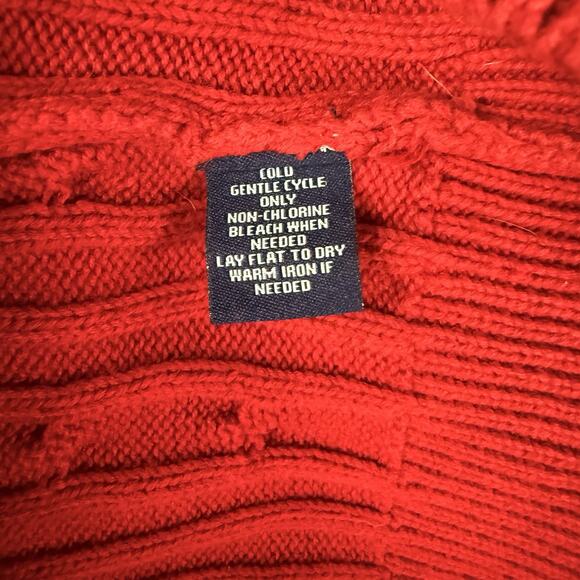 COLD
GENTLE CYCLE
ONLY
NON-CHLORINE
BLEACH WHEN
NEEDED
LAY FLAT TO DRY
WARM IRON IF
NEEDED